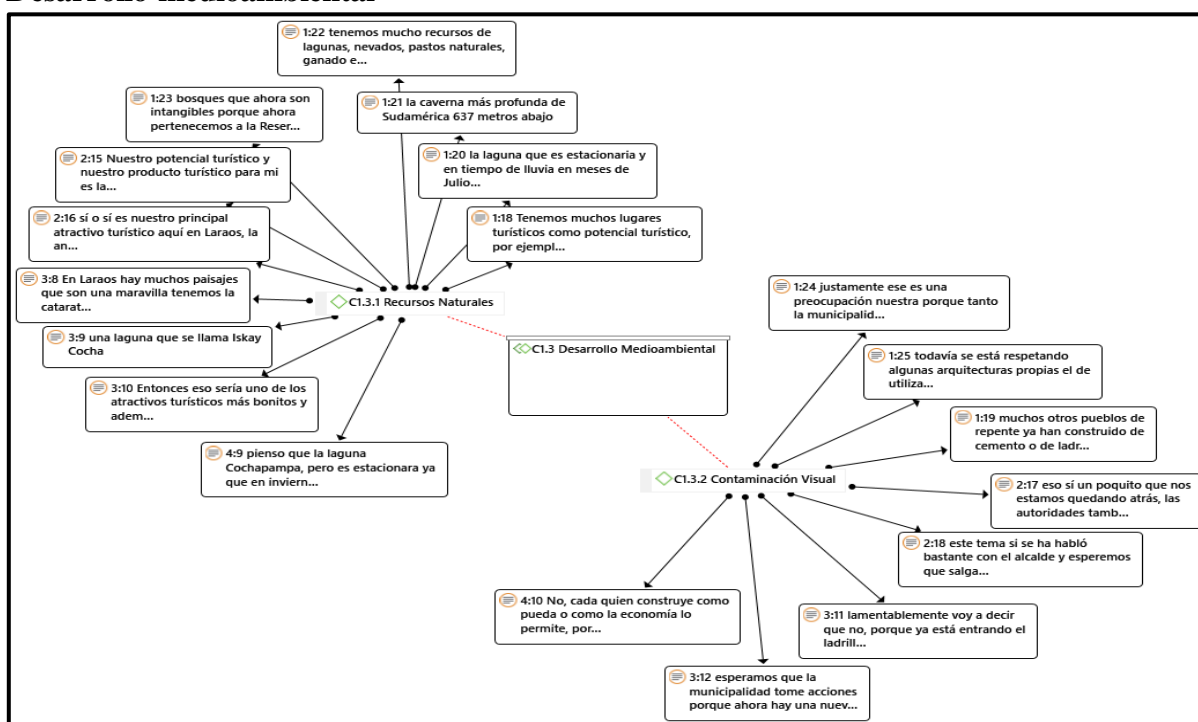 Desarrollo medioambiental
1:22 tenemos mucho recursos de
lagunas, nevados, pastos naturales,
ganado e...
1:23 bosques que ahora son
intangibles porque ahora
pertenecemos a la Reser...
1:21 la caverna más profunda de
Sudamérica 637 metros abajo
2:15 Nuestro potencial turístico y
nuestro producto turístico para mi
es la...
1:20 la laguna que es estacionaria y
en tiempo de lluvia en meses de
Julio...
2:16 sí o sí es nuestro principal
atractivo turístico aquí en Laraos, la
an...
1:18 Tenemos muchos lugares
turísticos como potencial turístico,
por ejempl...
3:8 En Laraos hay muchos paisajes
que son una maravilla tenemos la
catarat...
C1.3.1 Recursos Naturales
3:9 una laguna que se llama Iskay
Cocha
3:10 Entonces eso sería uno de los
atractivos turísticos más bonitos y
adem...
4:9 pienso que la laguna
Cochapampa, pero es estacionara ya
que en inviern...
C1.3 Desarrollo Medioambiental
1:24 justamente ese es una
preocupación nuestra porque tanto
la municipalid...
1:25 todavía se está respetando
algunas arquitecturas propias el de
utiliza...
1:19 muchos otros pueblos de
repente ya han construido de
cemento o de ladr...
C1.3.2 Contaminación Visual
2:17 eso sí un poquito que nos
estamos quedando atrás, las
autoridades tamb...
2:18 este tema si se ha habló
bastante con el alcalde y esperemos
que salga...
4:10 No, cada quien construye como
pueda o como la economía lo
permite, por...
3:11 lamentablemente voy a decir
que no, porque ya está entrando el
ladrill...
3:12 esperamos que la
municipalidad tome acciones
porque ahora hay una nuev...